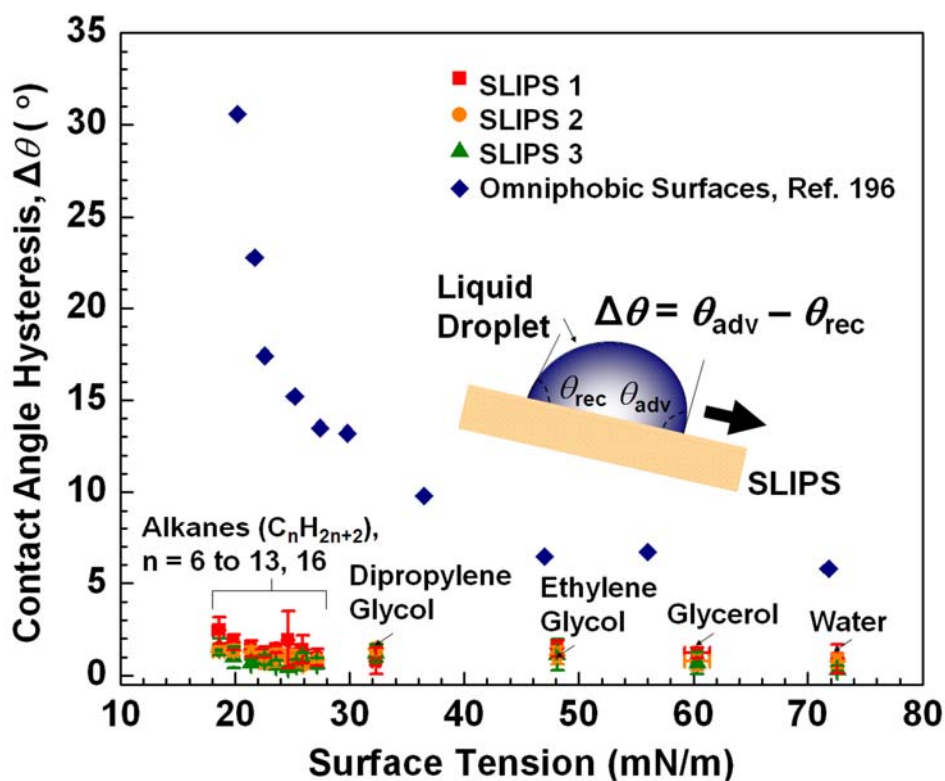 35
30
25
20
15
10
5
0
10 20 30 40 50 60 70 80
Contact Angle Hysteresis, Δθ ( °)
Surface Tension (mN/m)
SLIPS 1
SLIPS 2
SLIPS 3
Omniphobic Surfaces, Ref. 196
Liquid
Droplet
Δθ = θadv – θrec
θrec θadv
SLIPS
Alkanes (CnH2n+2),
n = 6 to 13, 16
Dipropylene
Glycol
Ethylene
Glycol
Glycerol
Water